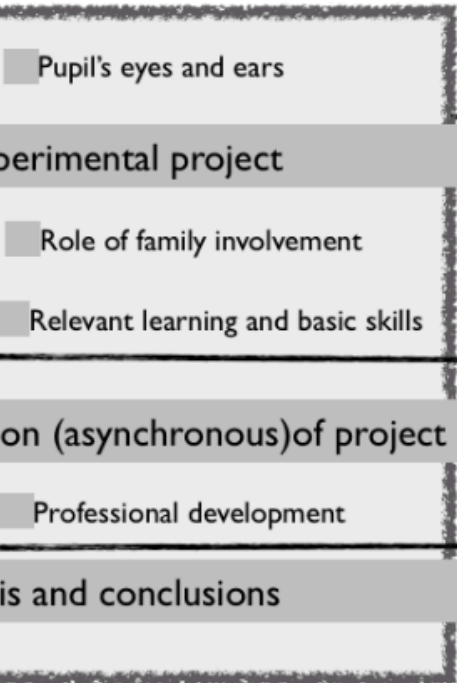 Pupil's eyes and ears
perimental project
Role of family involvement
Relevant learning and basic skills
on (asynchronous)of project
Professional development
is and conclusions